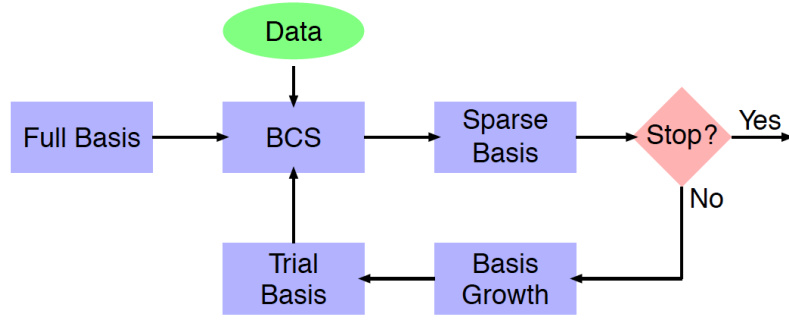 Data
Full Basis
BCS
Sparse
Basis
Stop?
Yes
No
Trial
Basis
Basis
Growth